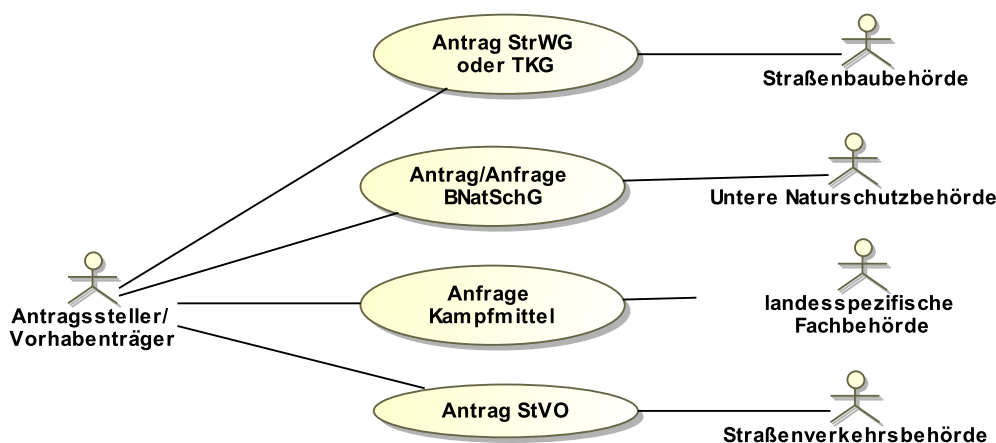 Antrag StrWG
oder TKG
Straßenbaubehörde
Antrag/Anfrage
BNatSchG
Untere Naturschutzbehörde
Antragssteller/
Vorhabenträger
Anfrage
Kampfmittel
landesspezifische
Fachbehörde
Antrag StVO
Straßenverkehrsbehörde